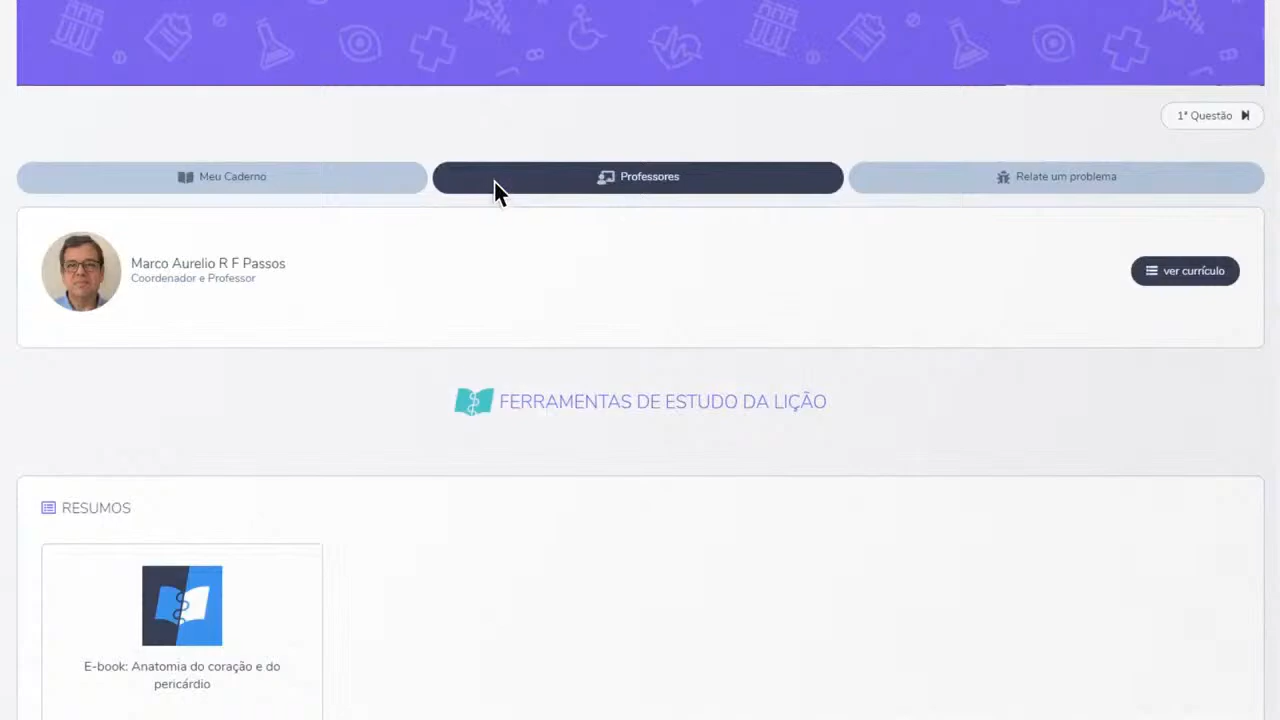 1ª Questão
Meu Caderno
Professores
Relate um problema
Marco Aurelio R F Passos
Coordenador e Professor
ver currículo
FERRAMENTAS DE ESTUDO DA LIÇÃO
RESUMOS
E-book: Anatomia do coração e do
pericárdio